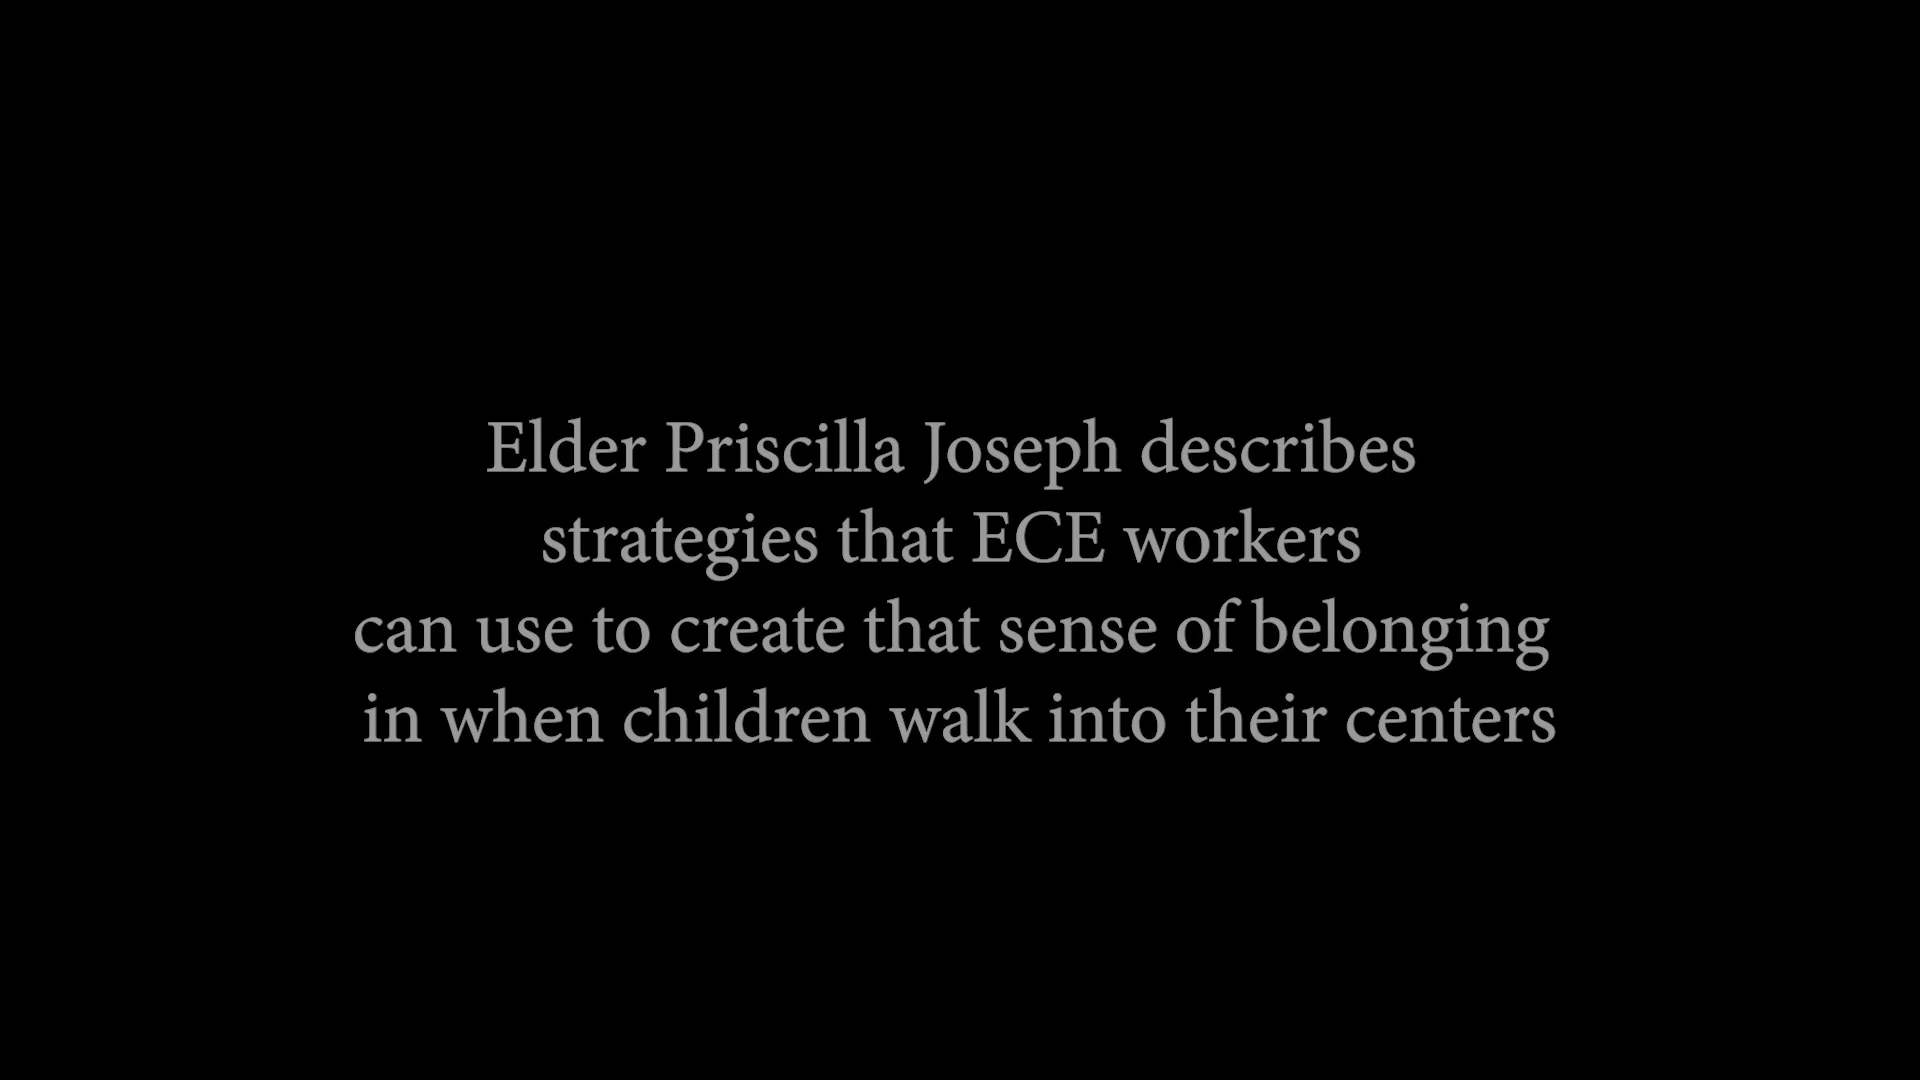 Elder Priscilla Joseph describes
strategies that ECE workers
can use to create that sense of belonging
in when children walk into their centers